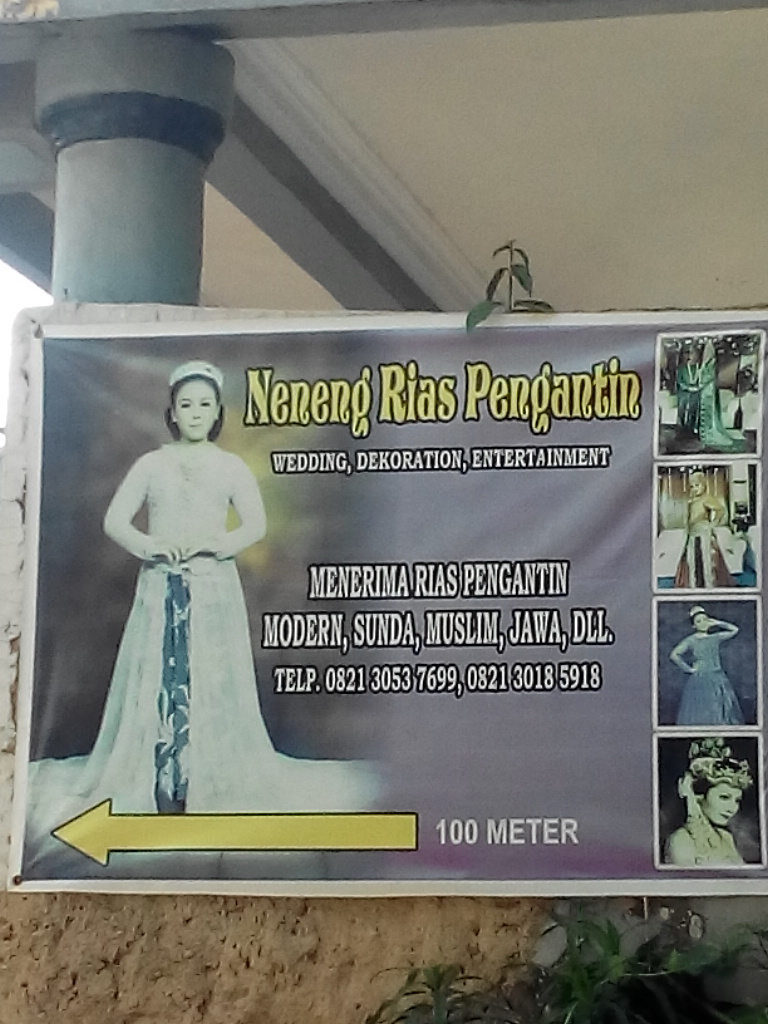 Neneng Rias Pengantin
WEDDING, DEKORATION, ENTERTAINMENT
MENERIMA RIAS PENGANTIN
MODERN, SUNDA, MUSLIM, JAWA, DLL.
TELP. 0821 3053 7699, 0821 3018 5918
100 METER